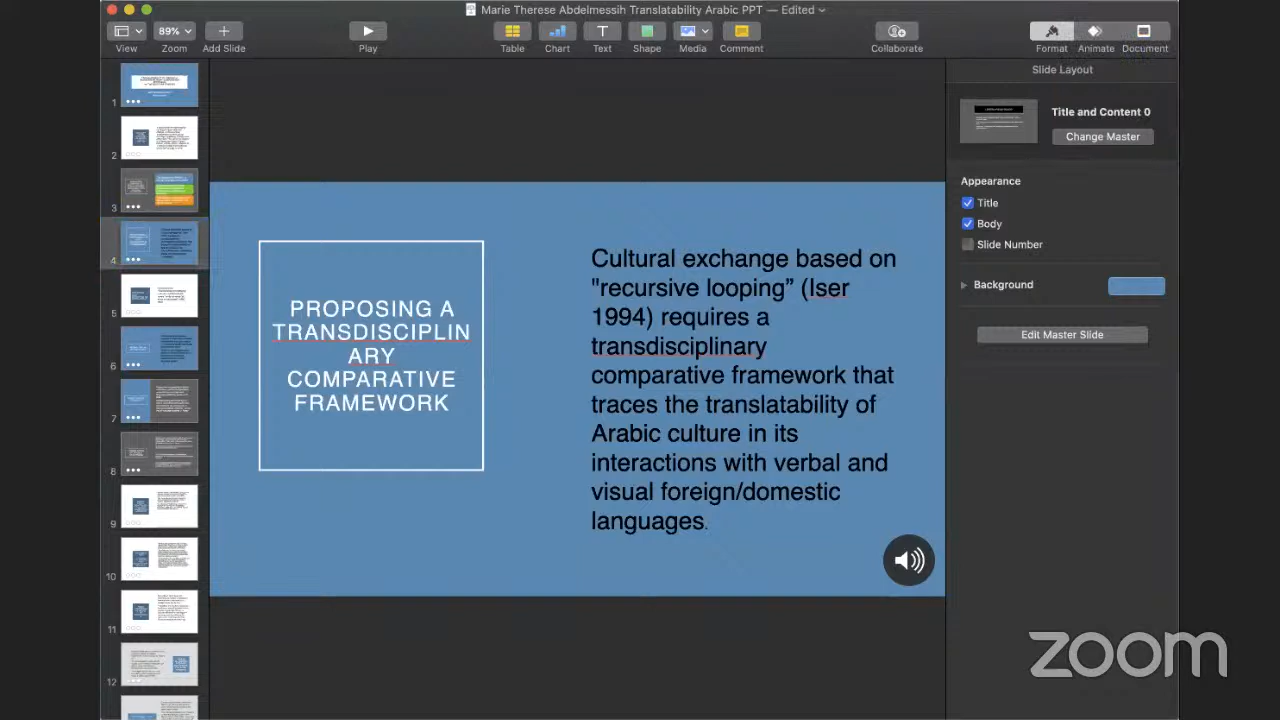 Marie Therese Abdelmessih Translatability Arabic PPT — Edited
89%
View
Zoom
Add Slide
Play
Table
Chart
Text
Shape
Media
Comment
Collaborate
Format
Animate
Document
Slide Layout
Title and Content 0
Change Master
Appearance
Title
Body
Slide Number
Background
Edit Master Slide
1
2
3
4
5
6
7
8
9
10
11
12
PROPOSING A
TRANSDISCIPLIN
ARY
COMPARATIVE
FRAMEWORK
Cultural exchange based on
"recursive looping” (Iser
1994) requires a
transdisciplinary
comparative framework that
traces the translatability of
Arabic culture in its
interactions with verbal and
visual foreign/domestic
languages.
zoom